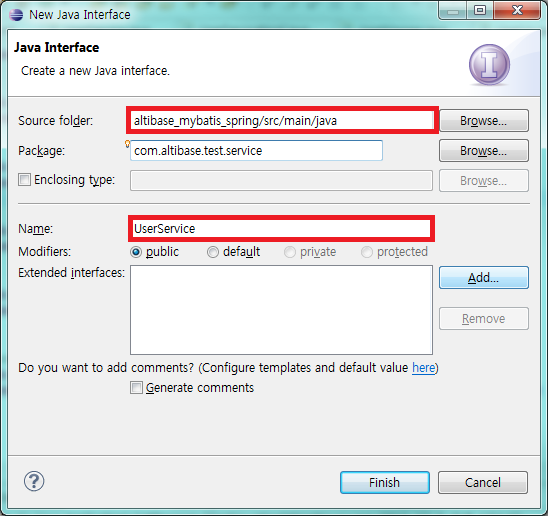 New Java Interface
Java Interface
Create a new Java interface.
Source folder: altibase_mybatis_spring/src/main/java Browse...
Package: com.altibase.test.service Browse...
Enclosing type: Browse...
Name: UserService
Modifiers: public default private protected
Extended interfaces: Add...
Remove
Do you want to add comments? (Configure templates and default value here)
Generate comments
? Finish Cancel